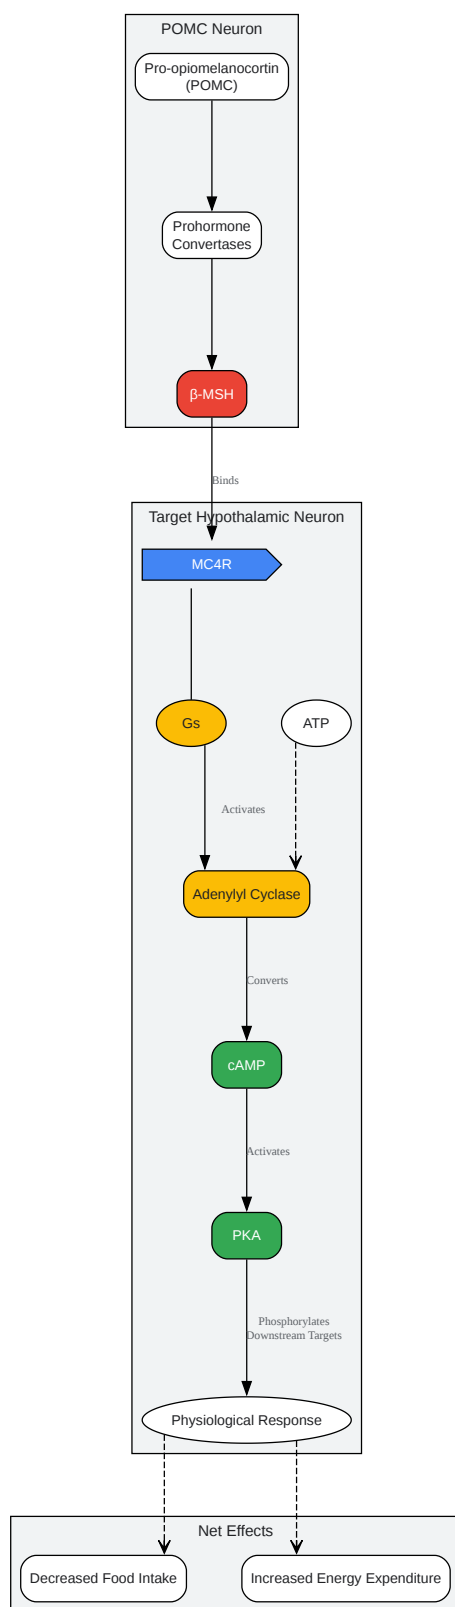 POMC Neuron
Pro-opiomelanocortin
(POMC)
Prohormone
Convertases
β-MSH
Binds
Target Hypothalamic Neuron
MC4R
Gs
ATP
Activates
Adenylyl Cyclase
Converts
cAMP
Activates
PKA
Phosphorylates
Downstream Targets
Physiological Response
Net Effects
Decreased Food Intake
Increased Energy Expenditure